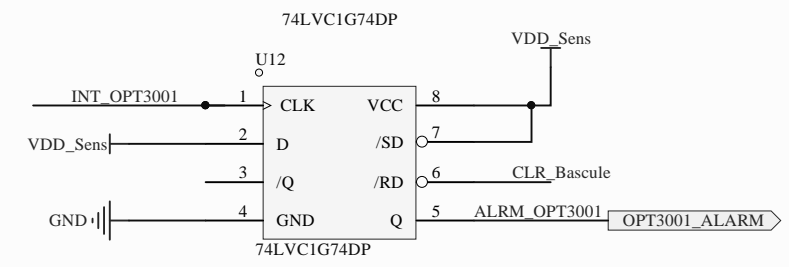 74LVC1G74DP
VDD_Sens
U12
INT_OPT3001 1 CLK VCC 8
VDD_Sens 2 D /SD 7
3 /Q /RD 6 CLR_Bascule
GND 4 GND Q 5 ALRM_OPT3001 OPT3001_ALARM
74LVC1G74DP